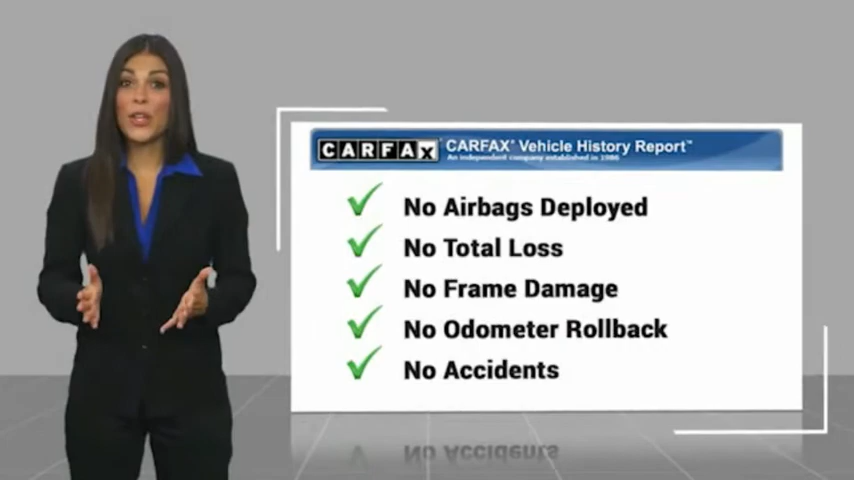 CARFAX CARFAX® Vehicle History Report™
An independent company established in 1986
No Airbags Deployed
No Total Loss
No Frame Damage
No Odometer Rollback
No Accidents